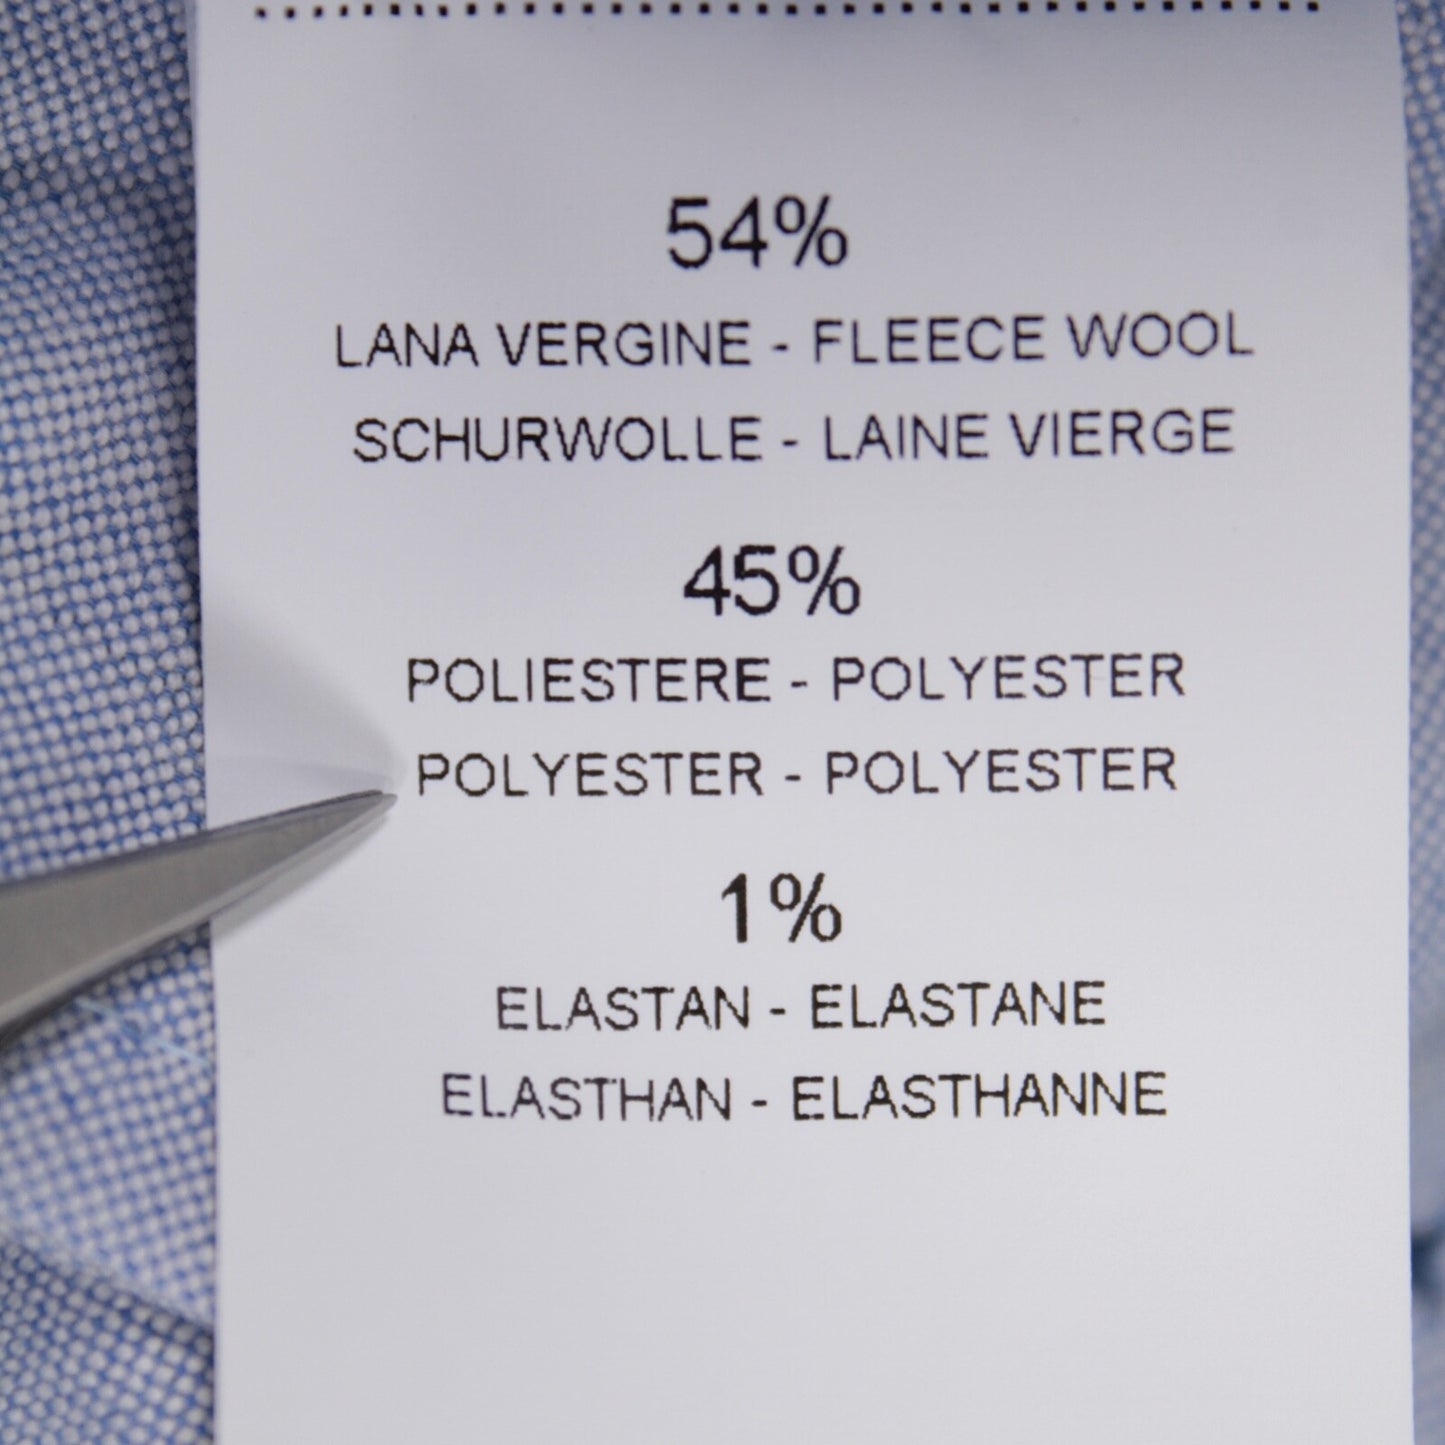 54%
LANA VERGINE - FLEECE WOOL
SCHURWOLLE - LAINE VIERGE
45%
POLIESTERE - POLYESTER
POLYESTER - POLYESTER
1%
ELASTAN - ELASTANE
ELASTHAN - ELASTHANNE